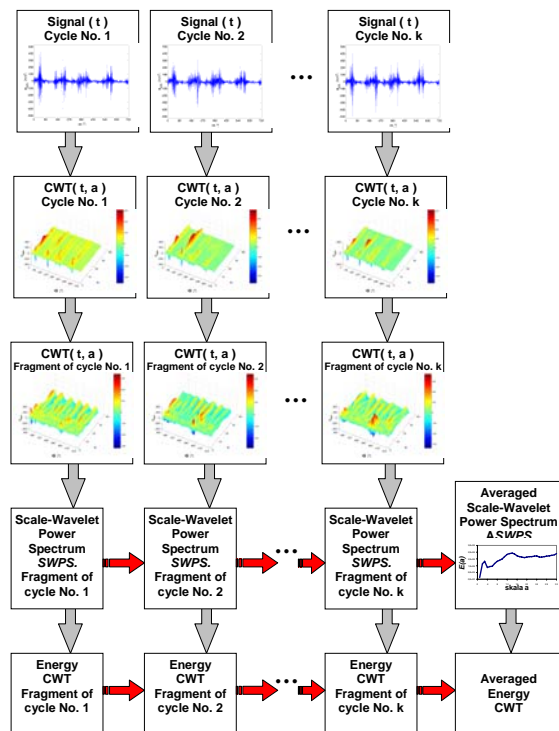 Signal ( t )
Cycle No. 1
Signal ( t )
Cycle No. 2
Signal ( t )
Cycle No. k
CWT( t, a )
Cycle No. 1
CWT( t, a )
Cycle No. 2
CWT( t, a )
Cycle No. k
CWT( t, a )
Fragment of cycle No. 1
CWT( t, a )
Fragment of cycle No. 2
CWT( t, a )
Fragment of cycle No. k
Scale-Wavelet
Power
Spectrum
SWPS.
Fragment of
cycle No. 1
Scale-Wavelet
Power
Spectrum
SWPS.
Fragment of
cycle No. 2
Scale-Wavelet
Power
Spectrum
SWPS.
Fragment of
cycle No. k
Averaged
Scale-Wavelet
Power Spectrum
ASWPS
E(a)
skala a
Energy
CWT
Fragment of
cycle No. 1
Energy
CWT
Fragment of
cycle No. 2
Energy
CWT
Fragment of
cycle No. k
Averaged
Energy
CWT